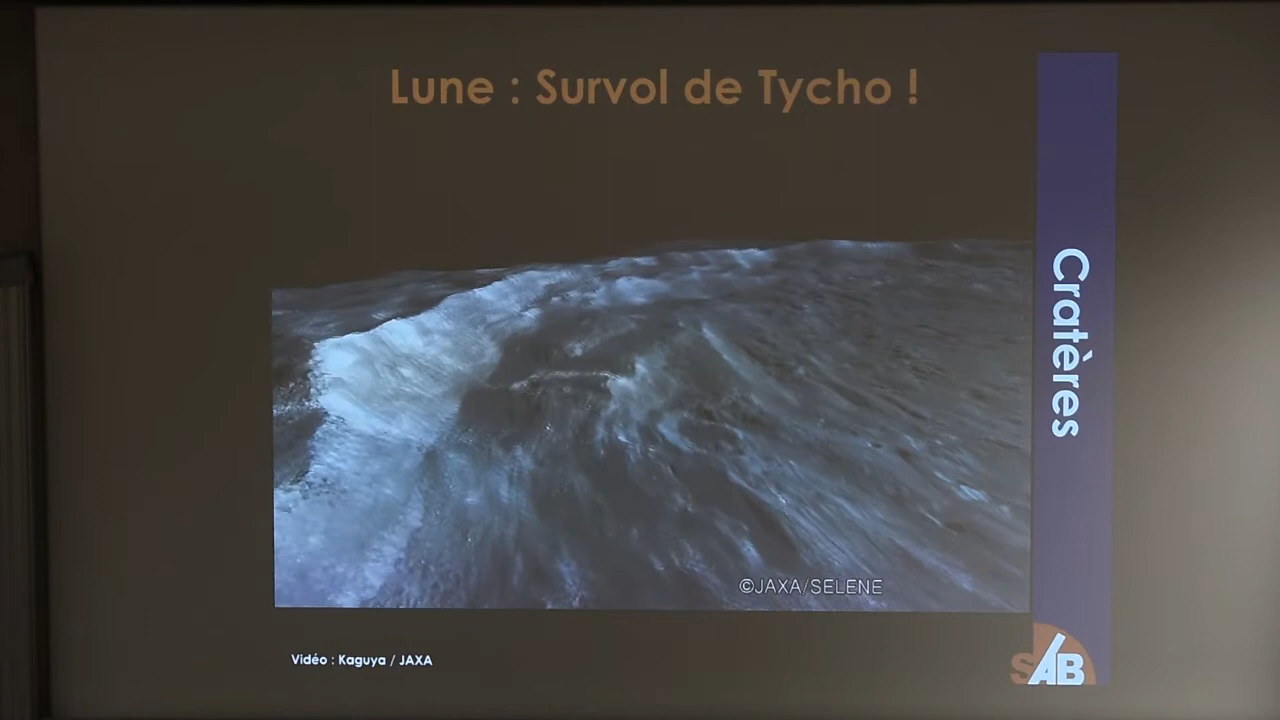 Lune : Survol de Tycho !
Cratères
©JAXA/SELENE
Vidéo : Kaguya / JAXA
SAB